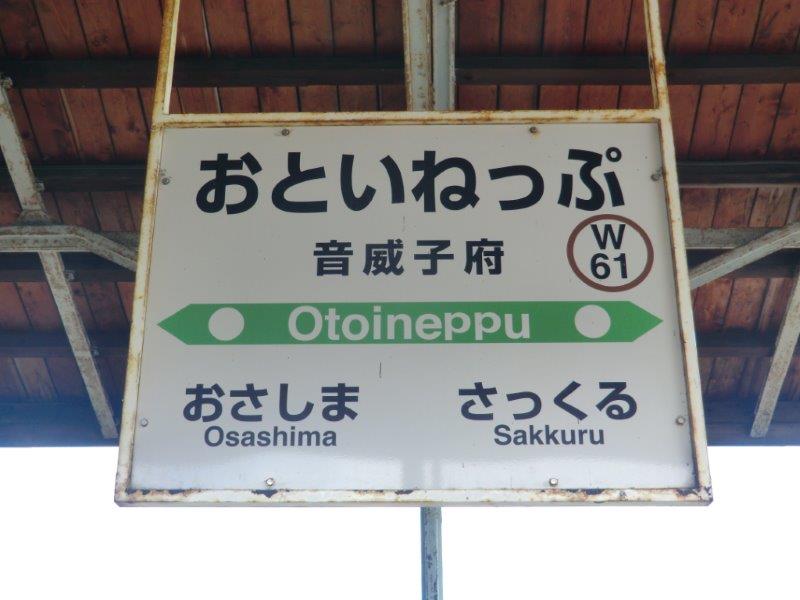 おといねっぷ
音威子府
W
61
Otoineppu
おさしま
さっくる
Osashima
Sakkuru